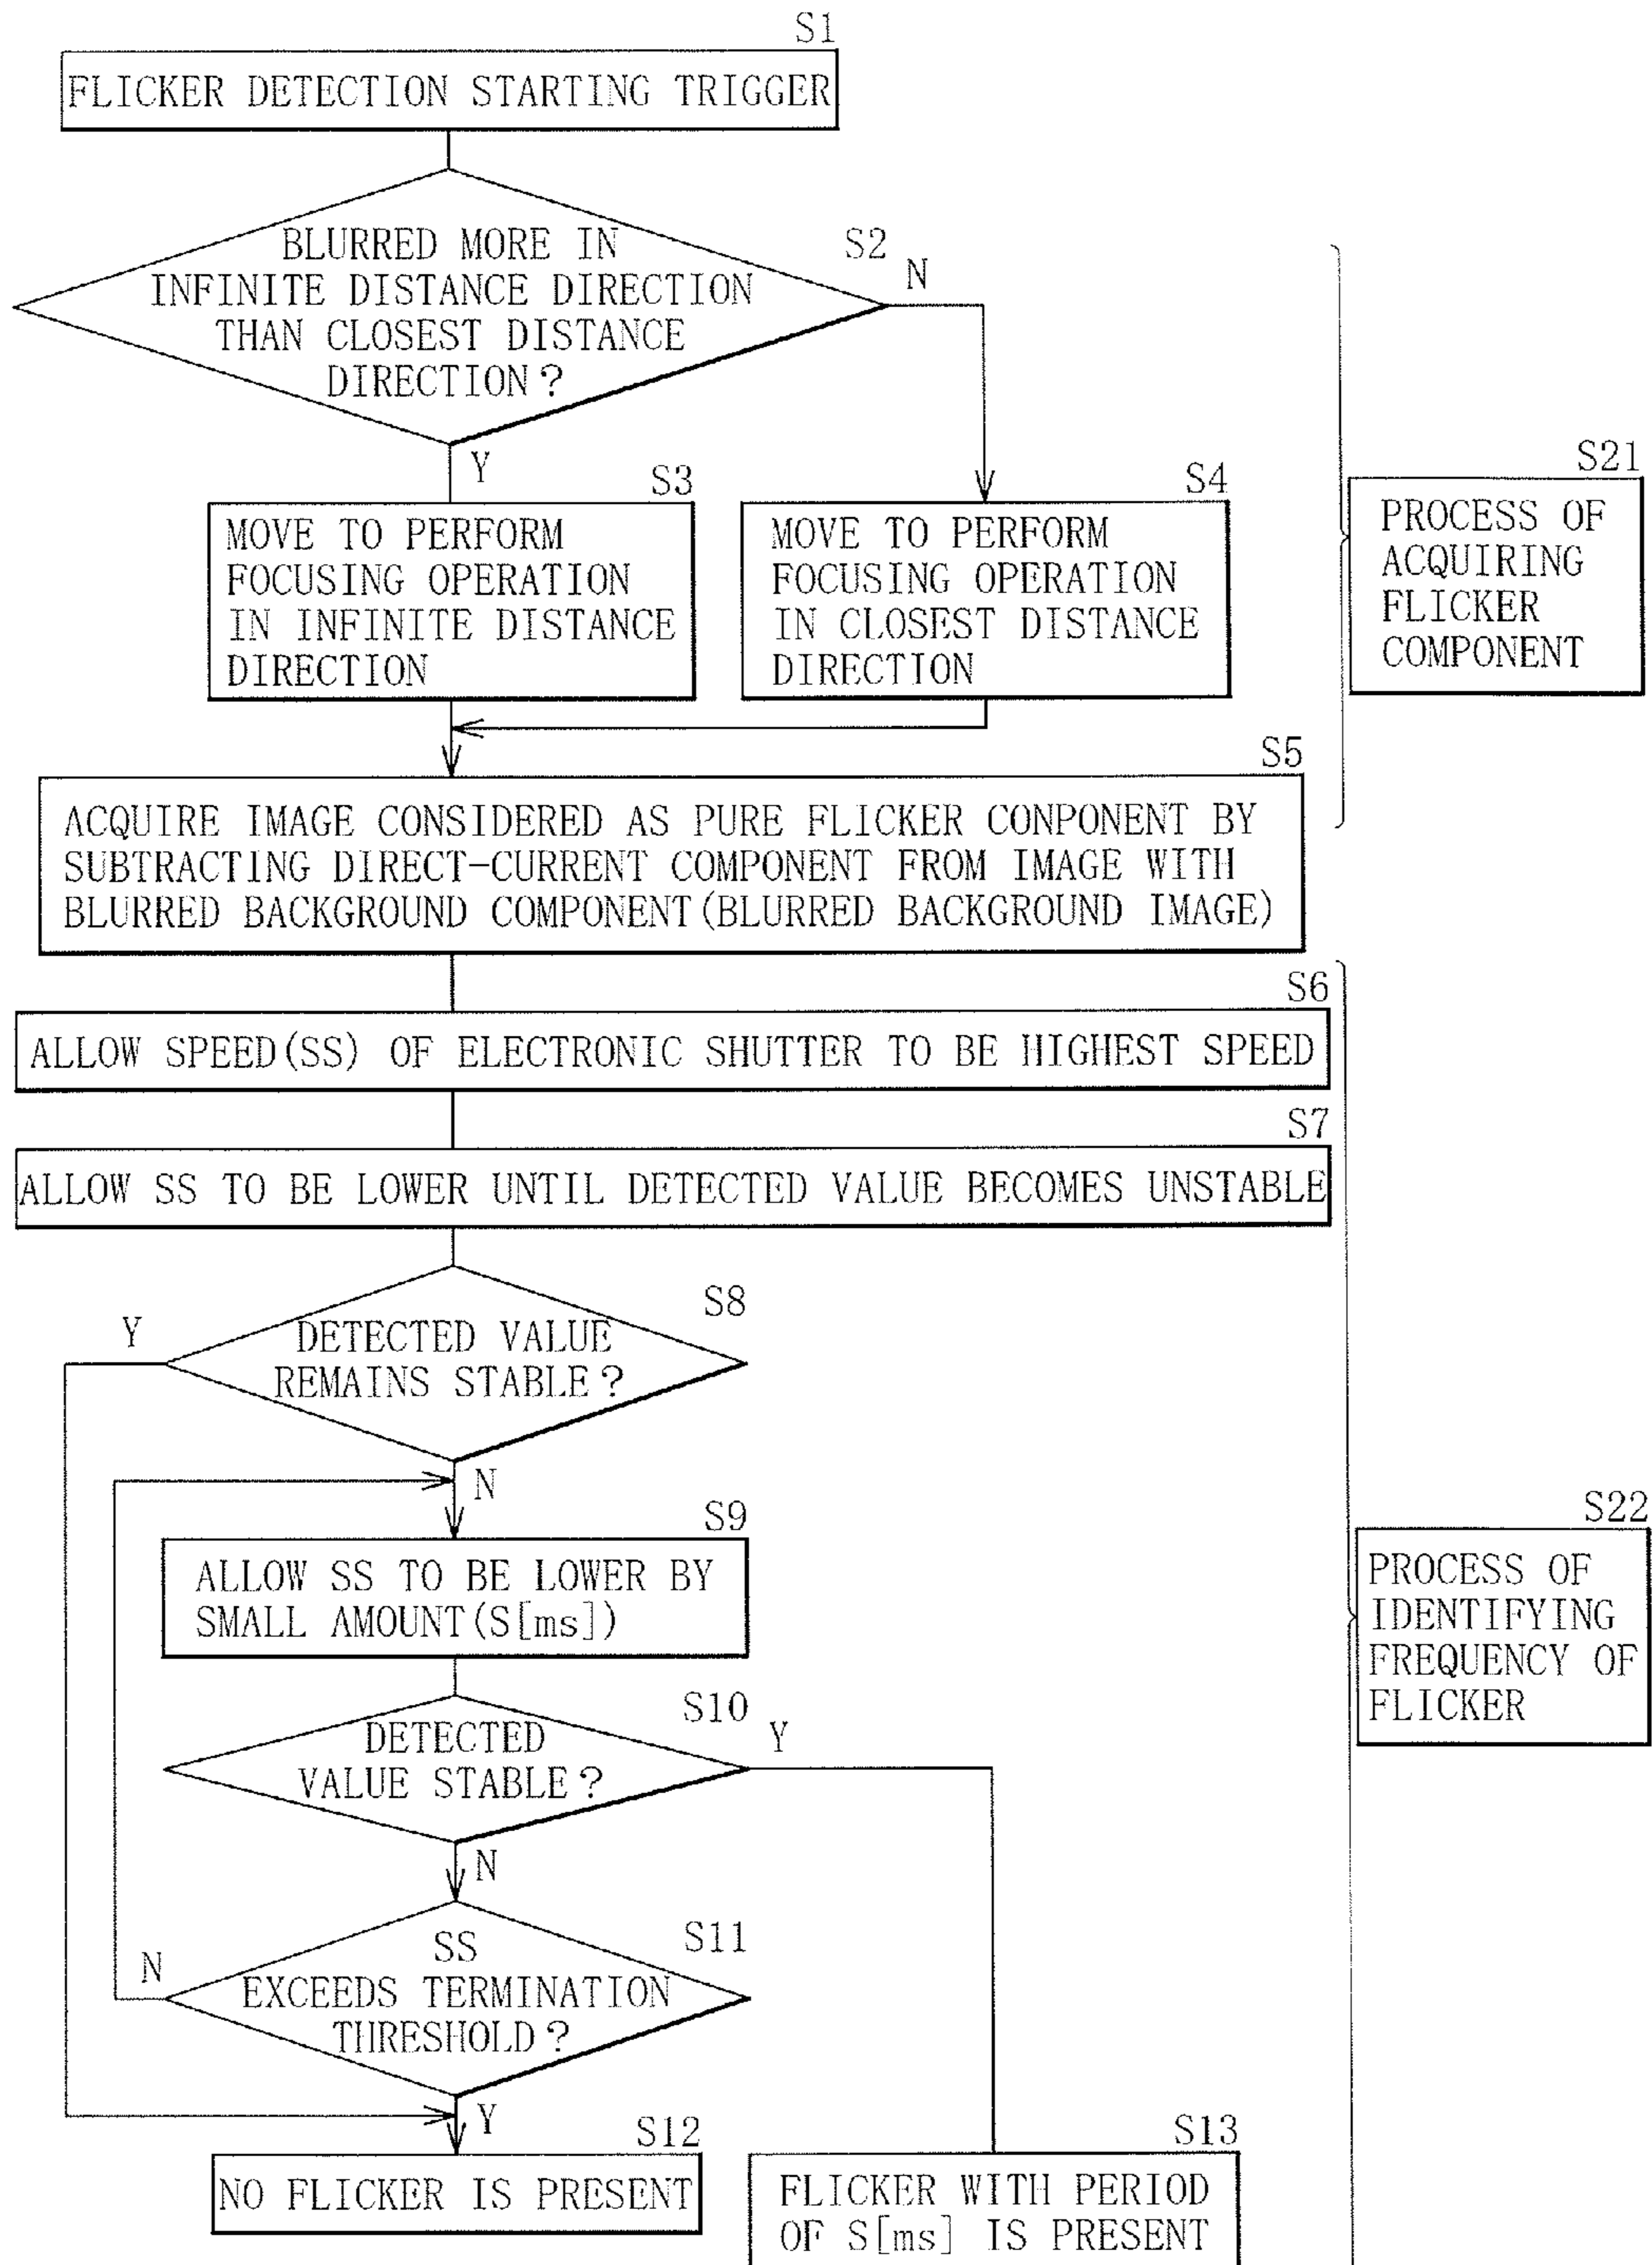 S1
FLICKER DETECTION STARTING TRIGGER
S2
BLURRED MORE IN
INFINITE DISTANCE DIRECTION
THAN CLOSEST DISTANCE
DIRECTION?
N
Y
S3
MOVE TO PERFORM
FOCUSING OPERATION
IN INFINITE DISTANCE
DIRECTION
S4
MOVE TO PERFORM
FOCUSING OPERATION
IN CLOSEST DISTANCE
DIRECTION
S21
PROCESS OF
ACQUIRING
FLICKER
COMPONENT
S5
ACQUIRE IMAGE CONSIDERED AS PURE FLICKER CONPONENT BY
SUBTRACTING DIRECT-CURRENT COMPONENT FROM IMAGE WITH
BLURRED BACKGROUND COMPONENT(BLURRED BACKGROUND IMAGE)
S6
ALLOW SPEED(SS) OF ELECTRONIC SHUTTER TO BE HIGHEST SPEED
S7
ALLOW SS TO BE LOWER UNTIL DETECTED VALUE BECOMES UNSTABLE
S8
Y
DETECTED VALUE
REMAINS STABLE?
N
S9
ALLOW SS TO BE LOWER BY
SMALL AMOUNT(S[ms])
S22
PROCESS OF
IDENTIFYING
FREQUENCY OF
FLICKER
S10
DETECTED
VALUE STABLE?
Y
N
S11
SS
EXCEEDS TERMINATION
THRESHOLD?
N
Y
S12
NO FLICKER IS PRESENT
S13
FLICKER WITH PERIOD
OF S[ms] IS PRESENT